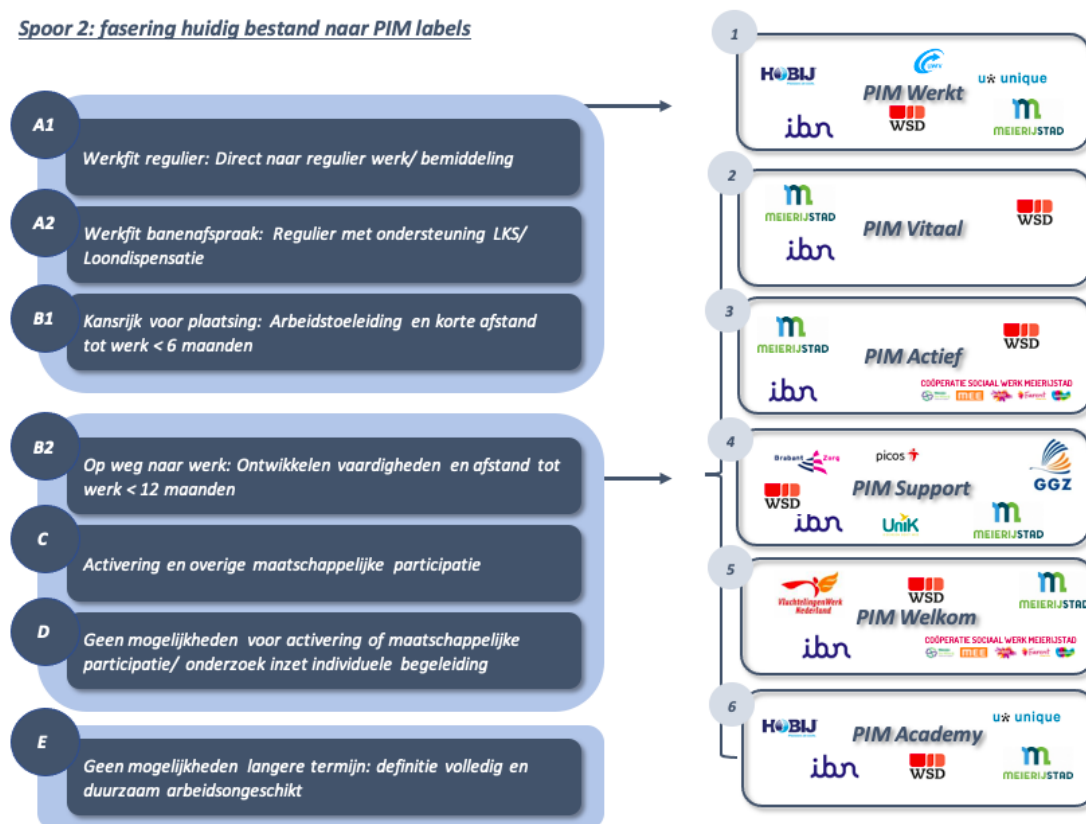 Spoor 2: fasering huidig bestand naar PIM labels
A1
Werkfit regulier: Direct naar regulier werk/ bemiddeling
A2
Werkfit banenafspraak: Regulier met ondersteuning LKS/
Loondispensatie
B1
Kansrijk voor plaatsing: Arbeidstoeleiding en korte afstand
tot werk < 6 maanden
B2
Op weg naar werk: Ontwikkelen vaardigheden en afstand tot
werk < 12 maanden
C
Activering en overige maatschappelijke participatie
D
Geen mogelijkheden voor activering of maatschappelijke
participatie/ onderzoek inzet individuele begeleiding
E
Geen mogelijkheden langere termijn: definitie volledig en
duurzaam arbeidsongeschikt
1
HOBIJ
u* unique
PIM Werkt
ibn
WSD
MEIERIJSTAD
2
MEIERIJSTAD
WSD
PIM Vitaal
ibn
3
MEIERIJSTAD
WSD
PIM Actief
ibn
COÖPERATIE SOCIAAL WERK MEIERIJSTAD
MEE
4
Brabant Zorg
picos
GGZ
PIM Support
WSD
ibn
UniK
MEIERIJSTAD
5
VluchtelingenWerk
Nederland
WSD
MEIERIJSTAD
PIM Welkom
ibn
COÖPERATIE SOCIAAL WERK MEIERIJSTAD
MEE
6
HOBIJ
u* unique
PIM Academy
ibn
WSD
MEIERIJSTAD